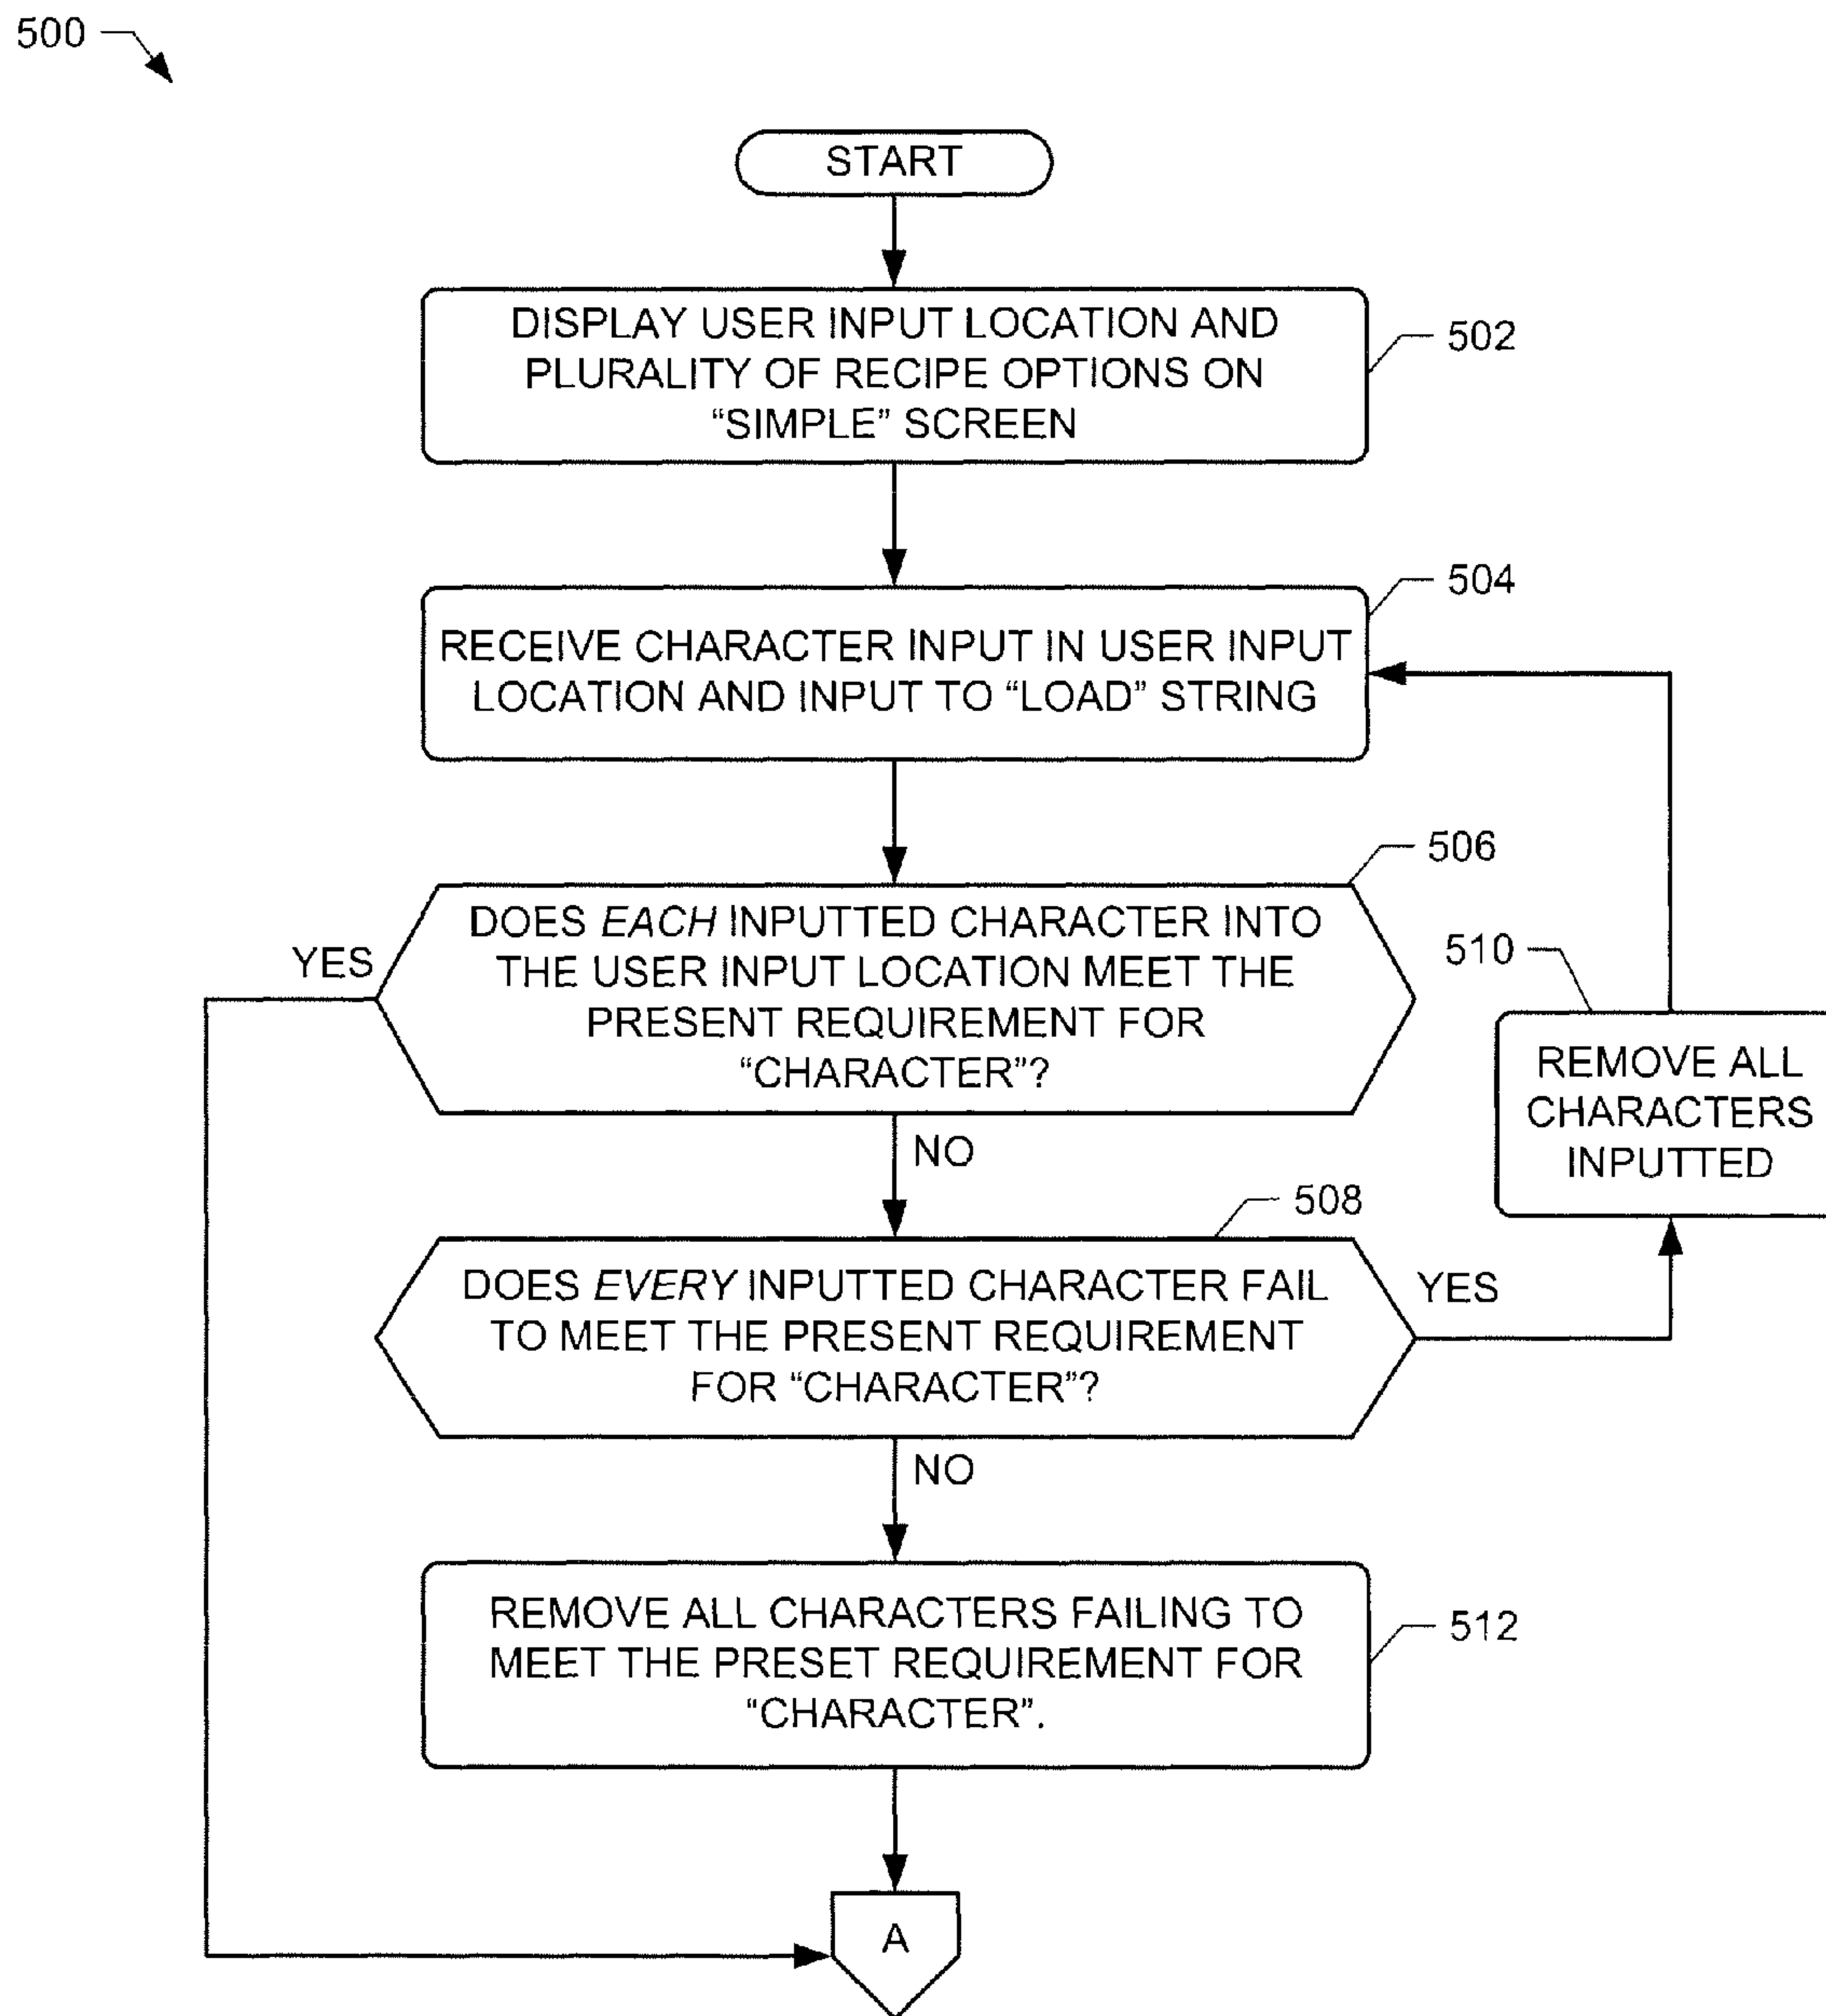 500
START
DISPLAY USER INPUT LOCATION AND
PLURALITY OF RECIPE OPTIONS ON
“SIMPLE” SCREEN
502
504
RECEIVE CHARACTER INPUT IN USER INPUT
LOCATION AND INPUT TO “LOAD” STRING
506
DOES EACH INPUTTED CHARACTER INTO
THE USER INPUT LOCATION MEET THE
PRESENT REQUIREMENT FOR
“CHARACTER”?
YES
NO
510
REMOVE ALL
CHARACTERS
INPUTTED
508
DOES EVERY INPUTTED CHARACTER FAIL
TO MEET THE PRESENT REQUIREMENT
FOR “CHARACTER”?
YES
NO
REMOVE ALL CHARACTERS FAILING TO
MEET THE PRESET REQUIREMENT FOR
“CHARACTER”.
512
A